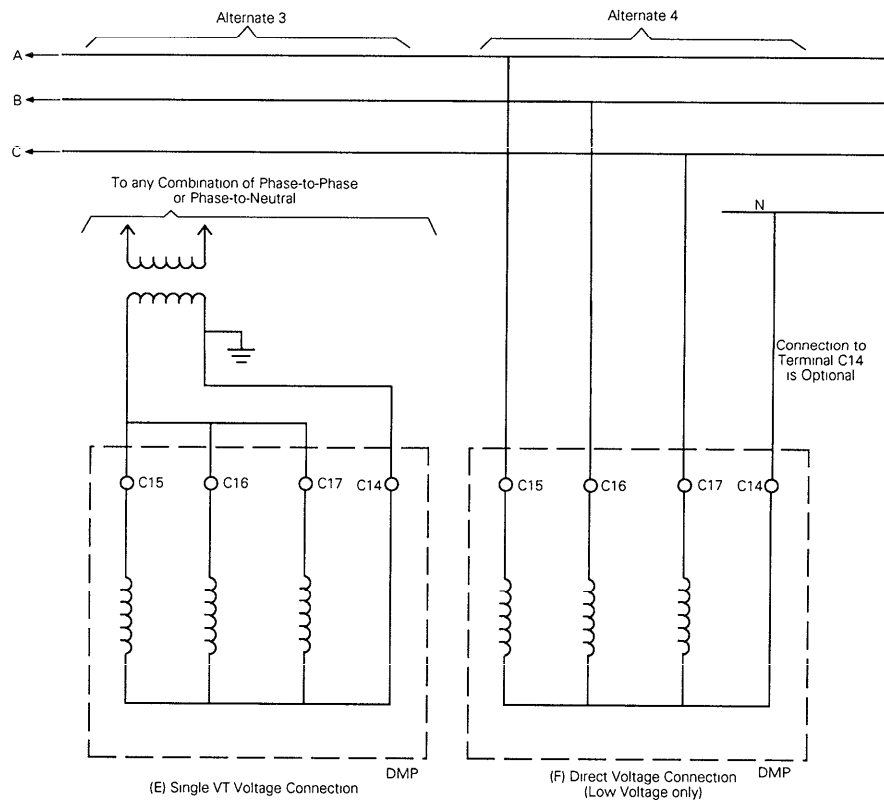 Alternate 3
Alternate 4
A
B
C
To any Combination of Phase-to-Phase
or Phase-to-Neutral
N
Connection to
Terminal C14
is Optional
C15 C16 C17 C14
C15 C16 C17 C14
DMP
(E) Single VT Voltage Connection
DMP
(F) Direct Voltage Connection
(Low Voltage only)